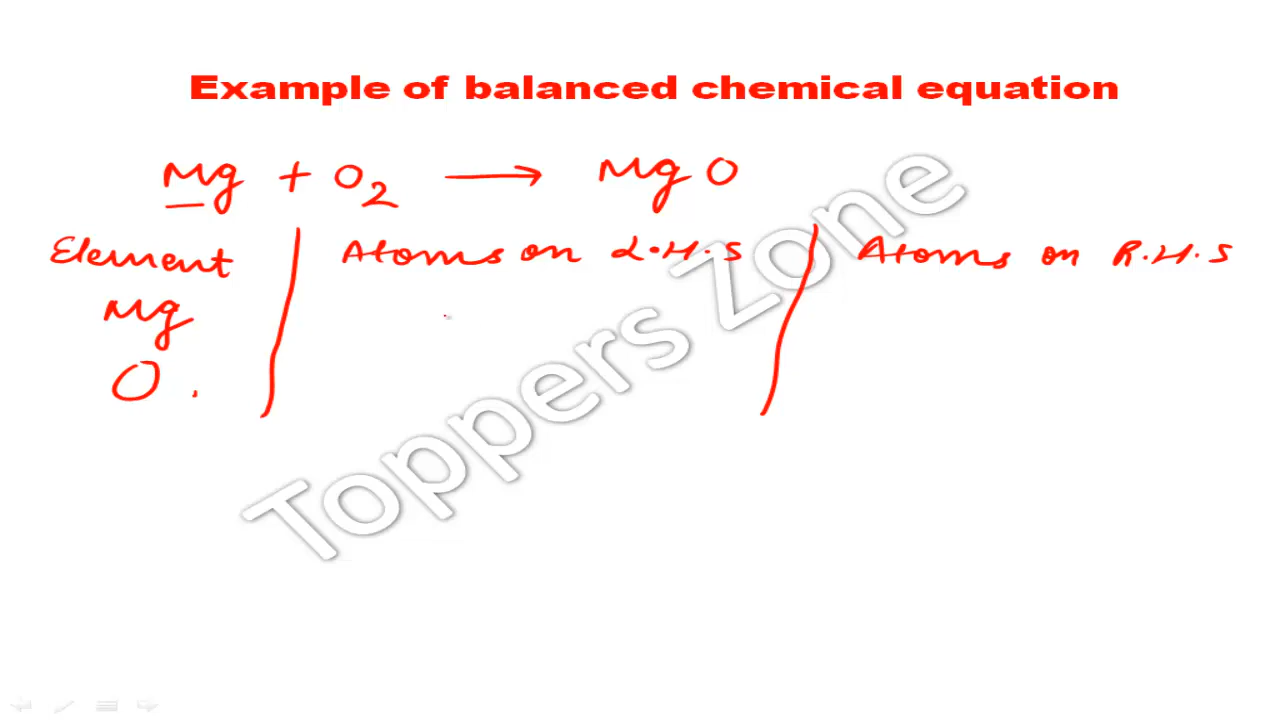 Example of balanced chemical equation
Mg + O2 → MgO
Element Atoms on L.H.S Atoms on R.H.S
Mg
O.
Toppers Zone